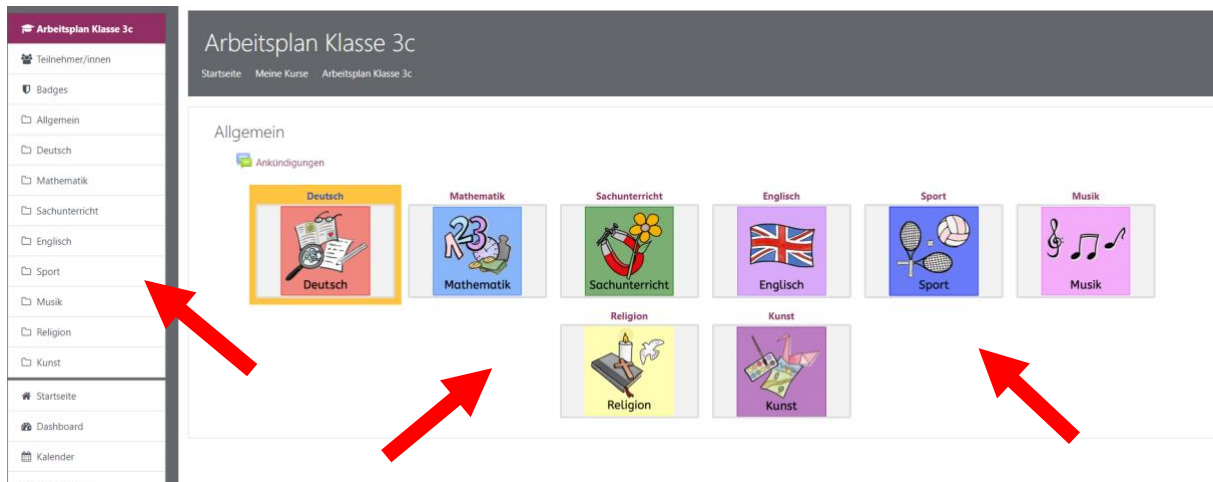 Arbeitsplan Klasse 3c
Teilnehmer/innen
Badges
Allgemein
Deutsch
Mathematik
Sachunterricht
Englisch
Sport
Musik
Religion
Kunst
Startseite
Dashboard
Kalender
Arbeitsplan Klasse 3c
Startseite Meine Kurse Arbeitsplan Klasse 3c
Allgemein
Ankündigungen
Deutsch Mathematik Sachunterricht Englisch Sport Musik
123
Deutsch Mathematik Sachunterricht Englisch Sport Musik
Religion Kunst
Religion Kunst